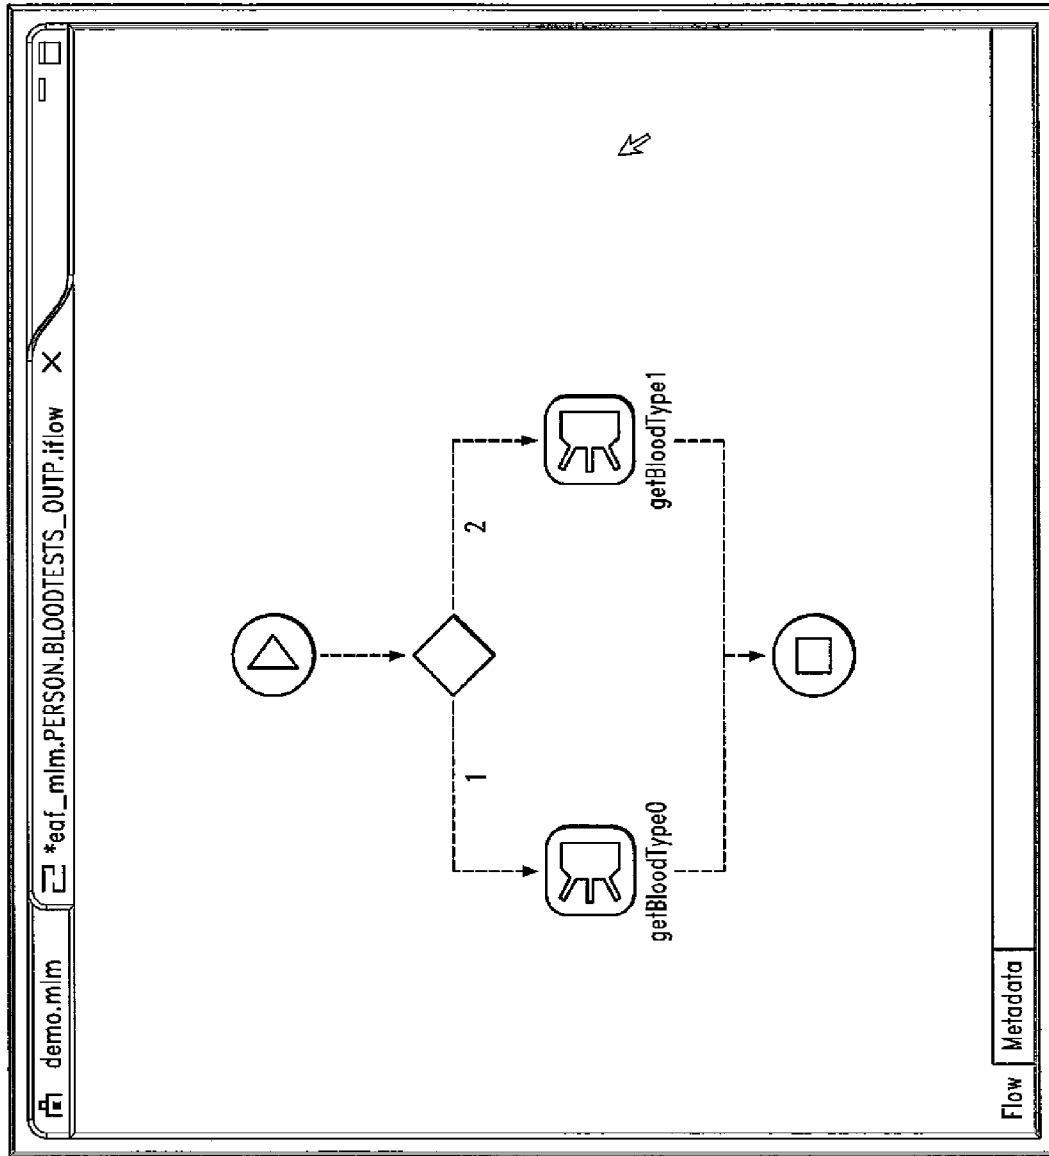 demo.mlm
*eaf_mlm.PERSON.BLOODTESTS_OUTP.iflow
1
2
getBloodType0
getBloodType1
Flow
Metadata